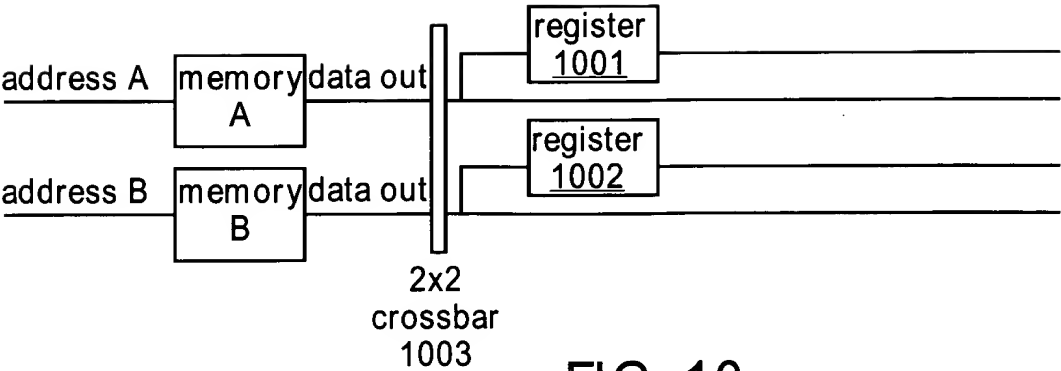 register
1001
address A
memory
A
data out
register
1002
address B
memory
B
data out
2x2
crossbar
1003